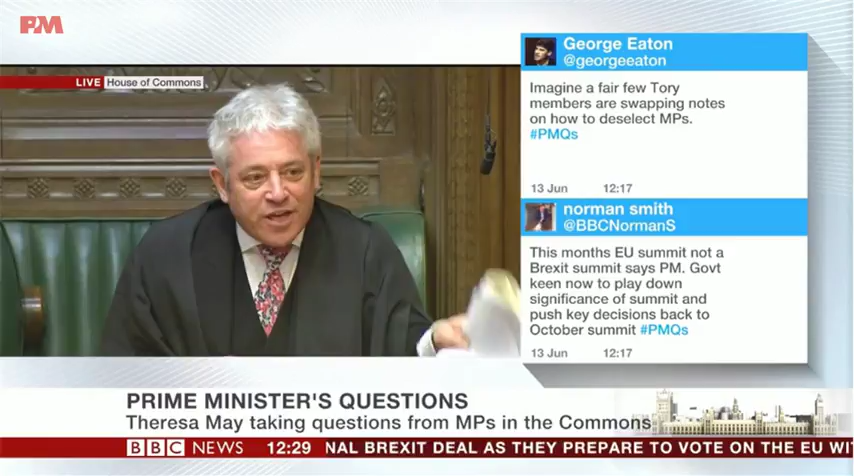 PM
LIVE House of Commons
George Eaton
@georgeeaton
Imagine a fair few Tory
members are swapping notes
on how to deselect MPs.
#PMQs
13 Jun 12:17
norman smith
@BBCNormanS
This months EU summit not a
Brexit summit says PM. Govt
keen now to play down
significance of summit and
push key decisions back to
October summit #PMQs
13 Jun 12:17
PRIME MINISTER'S QUESTIONS
Theresa May taking questions from MPs in the Commons
BBC NEWS 12:29 NAL BREXIT DEAL AS THEY PREPARE TO VOTE ON THE EU WI